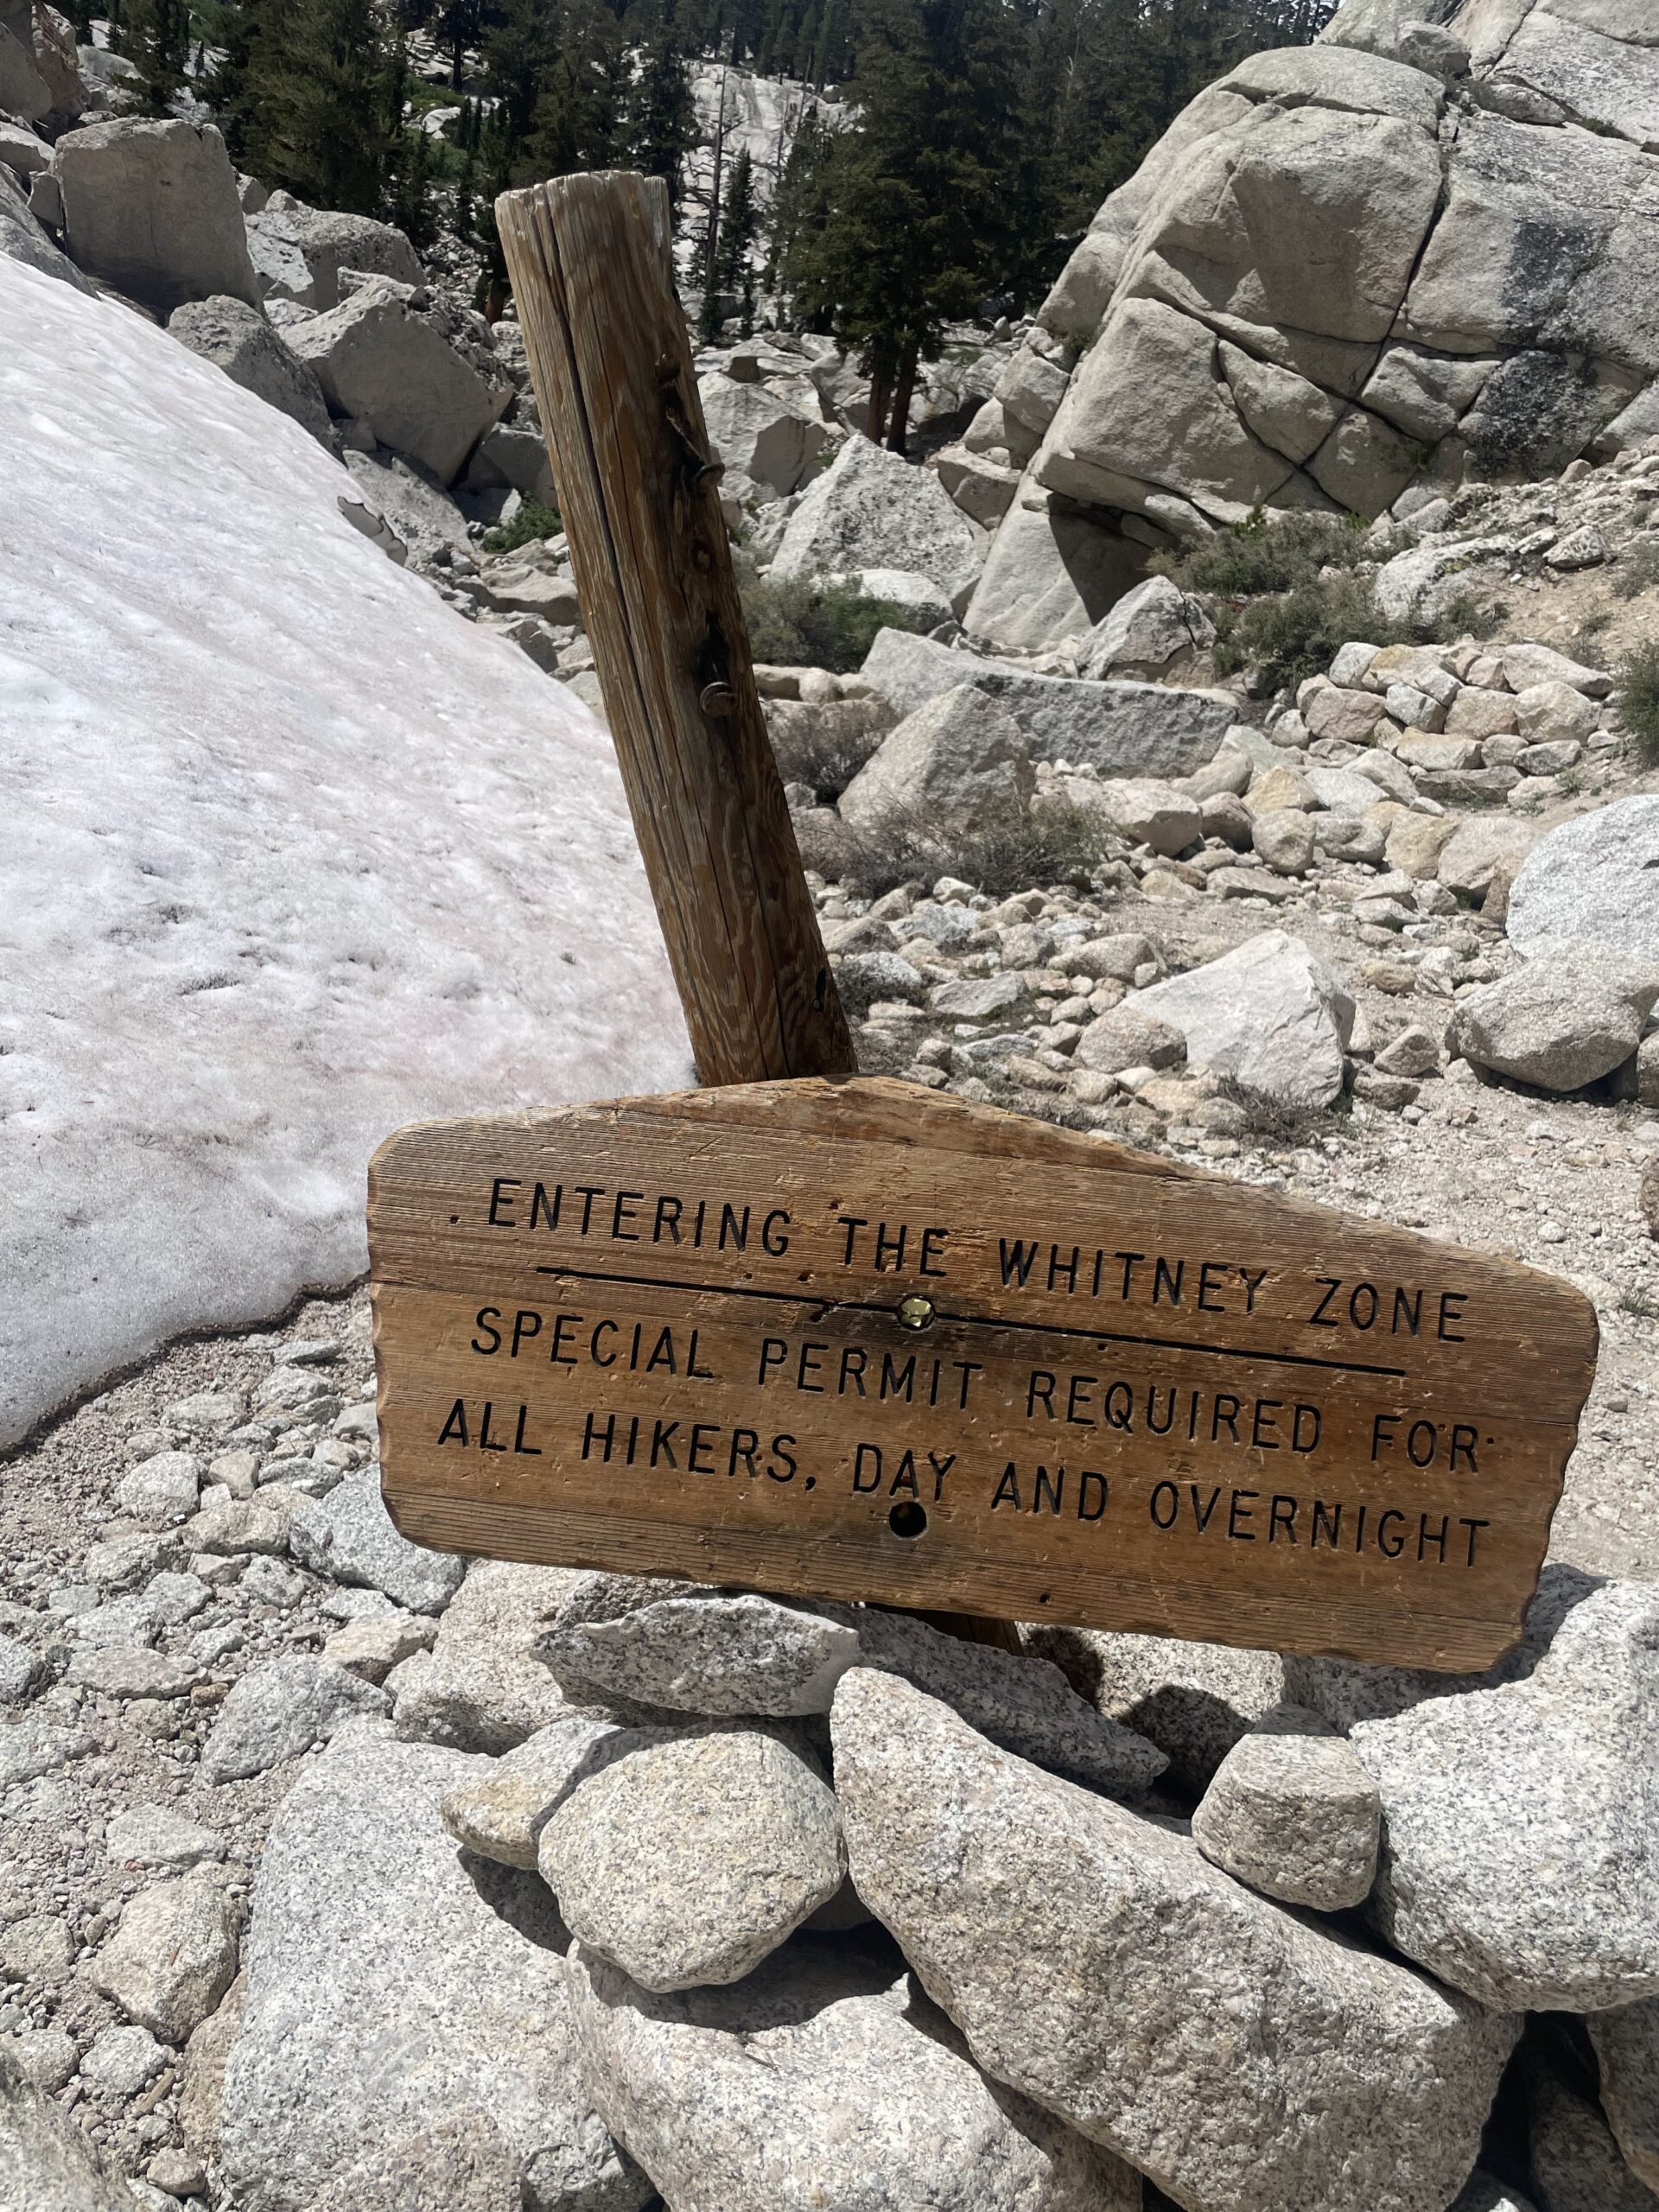 ENTERING THE WHITNEY ZONE
SPECIAL PERMIT REQUIRED FOR
ALL HIKERS, DAY AND OVERNIGHT